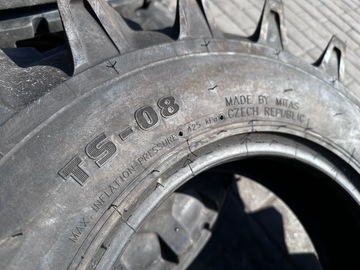 TS-08
MADE BY MITAS
CZECH REPUBLIC
MAX. INFLATION PRESSURE • 425 kPa •